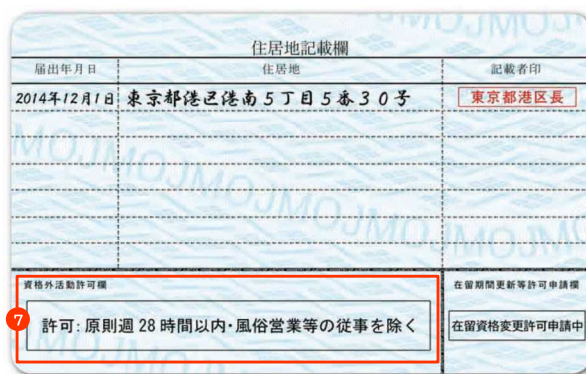 住居地記載欄
届出年月日 住居地 記載者印
2014年12月1日 東京都港区港南5丁目5番30号 東京都港区長
資格外活動許可欄
在留期間更新等許可申請欄
7 許可: 原則週28時間以内・風俗営業等の従事を除く
在留資格変更許可申請中
MOJMOJMOJMOJMOJMOJ